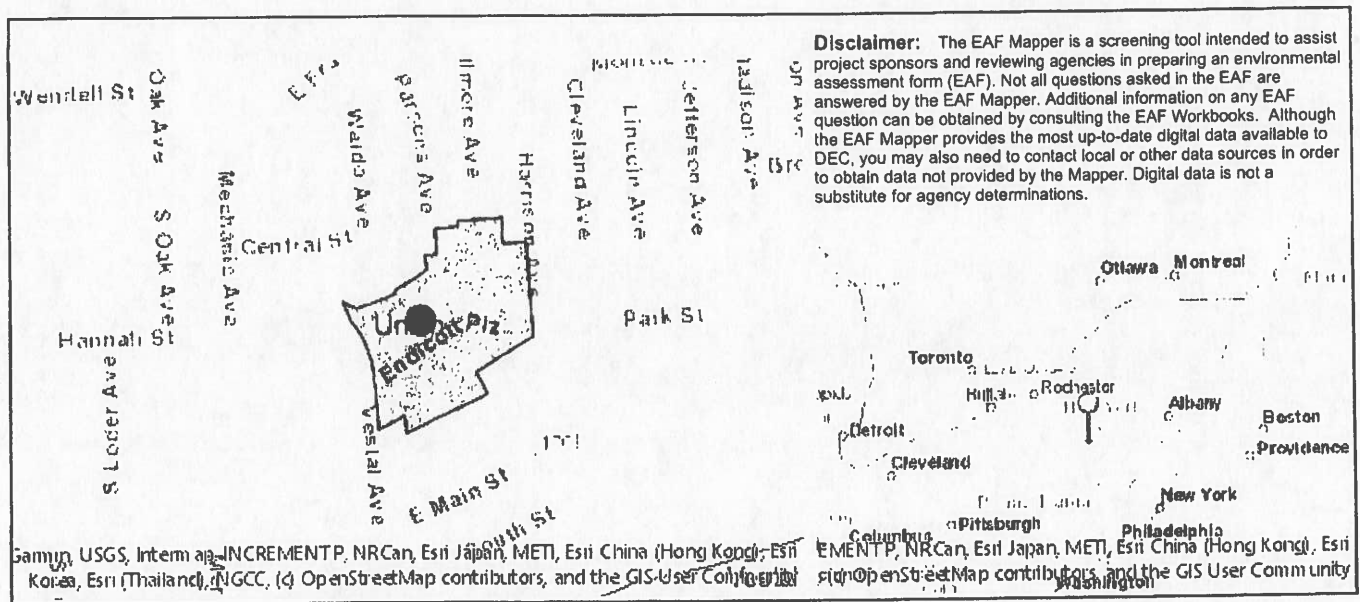 Disclaimer: The EAF Mapper is a screening tool intended to assist
project sponsors and reviewing agencies in preparing an environmental
assessment form (EAF). Not all questions asked in the EAF are
answered by the EAF Mapper. Additional information on any EAF
question can be obtained by consulting the EAF Workbooks. Although
the EAF Mapper provides the most up-to-date digital data available to
DEC, you may also need to contact local or other data sources in order
to obtain data not provided by the Mapper. Digital data is not a
substitute for agency determinations.
Wendell St
Oak Ave
S Oak Ave
Mechanic Ave
Waldo Ave
Parsons Ave
Cleveland Ave
Lincoln Ave
Jefferson Ave
Central St
Hannah St
Park St
Endicott Plz
S Loder Ave
Vestal Ave
E Main St
Ottawa
Montreal
Toronto
Rochester
Albany
Boston
Detroit
Providence
Cleveland
New York
Pittsburgh
Philadelphia
Columbus
Washington
USGS, INCREMENT P, NRCan, Esri Japan, METI, Esri China (Hong Kong), Esri
Korea, Esri (Thailand), NGCC, (c) OpenStreetMap contributors, and the GIS User Community
NRCan, Esri Japan, METI, Esri China (Hong Kong), Esri
OpenStreetMap contributors, and the GIS User Community